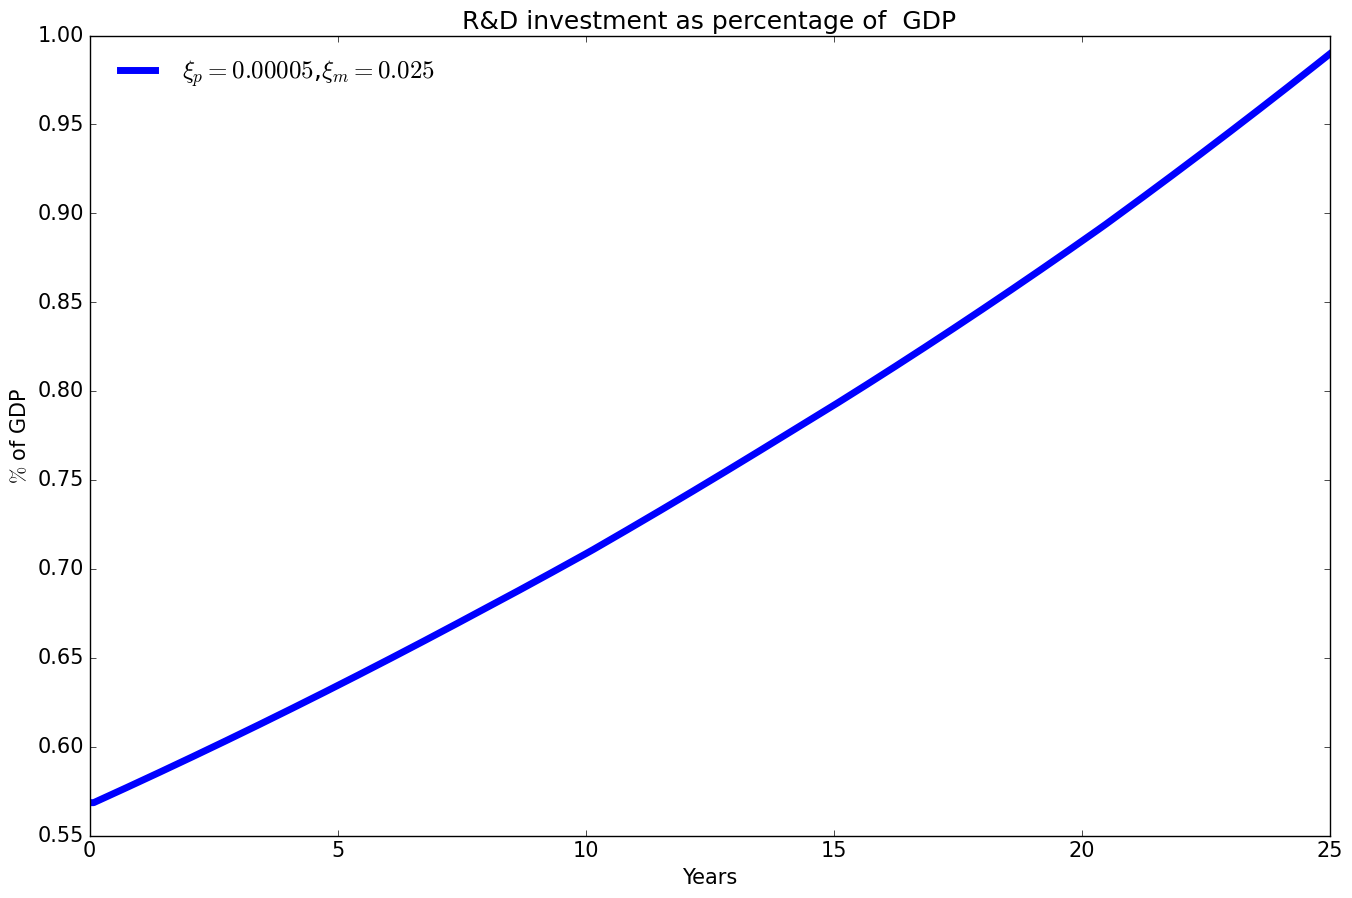 R&D investment as percentage of  GDP
ξ_p = 0.00005,ξ_m = 0.025
1.00
0.95
0.90
0.85
0.80
0.75
0.70
0.65
0.60
0.55
% of GDP
0 5 10 15 20 25
Years